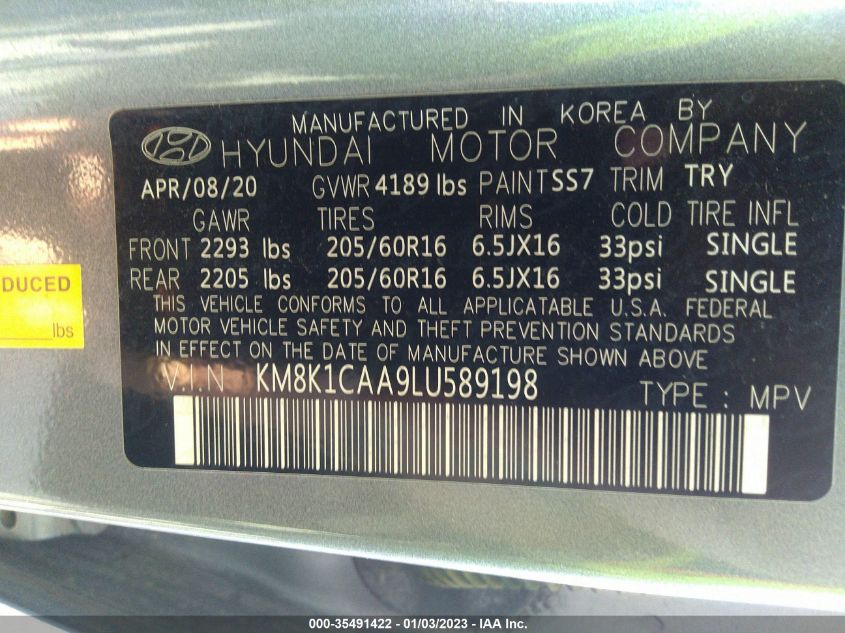 MANUFACTURED IN KOREA BY
HYUNDAI MOTOR COMPANY
APR/08/20 GVWR 4189 lbs PAINT SS7 TRIM TRY
GAWR TIRES RIMS COLD TIRE INFL
FRONT 2293 lbs 205/60R16 6.5JX16 33psi SINGLE
REAR 2205 lbs 205/60R16 6.5JX16 33psi SINGLE
THIS VEHICLE CONFORMS TO ALL APPLICATABLE U.S.A. FEDERAL
MOTOR VEHICLE SAFETY AND THEFT PREVENTION STANDARDS
IN EFFECT ON THE DATE OF MANUFACTURE SHOWN ABOVE
V.I.N KM8K1CAA9LU589198 TYPE : MPV
DUCED
lbs
000-35491422 - 01/03/2023 - IAA Inc.